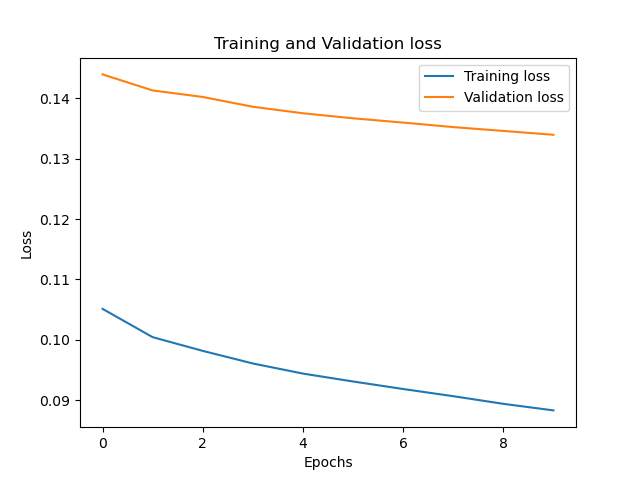 Training and Validation loss
Training loss
Validation loss
0.14
0.13
0.12
0.11
0.10
0.09
Loss
0
2
4
6
8
Epochs